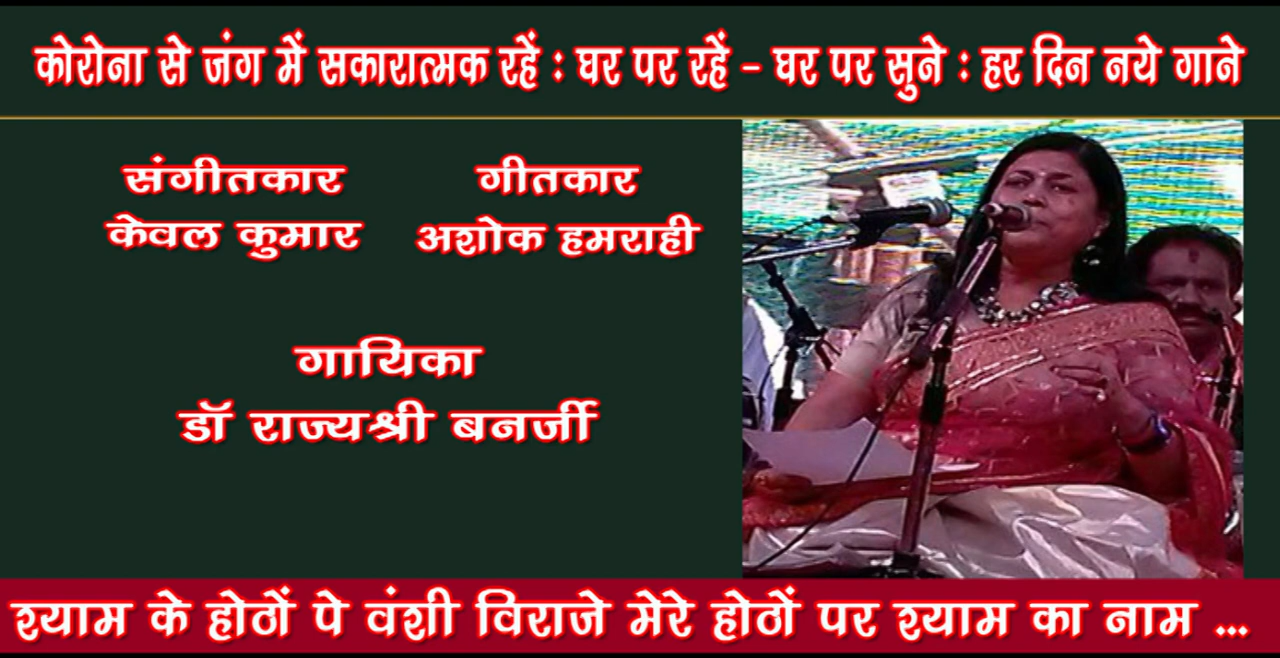 कोरोना से जंग में सकारात्मक रहें : घर पर रहें - घर पर सुने : हर दिन नये गाने
संगीतकार
केवल कुमार
गीतकार
अशोक हमराही
गायिका
डॉ राज्यश्री बनर्जी
श्याम के होठों पे वंशी विराजे मेरे होठों पर श्याम का नाम ...